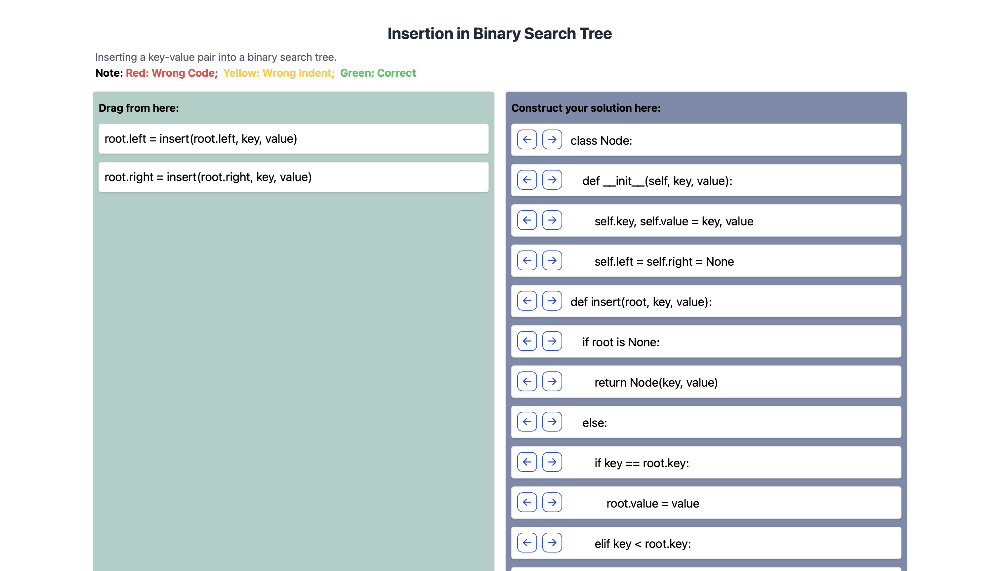 Insertion in Binary Search Tree
Inserting a key-value pair into a binary search tree.
Note: Red: Wrong Code; Yellow: Wrong Indent; Green: Correct
Drag from here:
root.left = insert(root.left, key, value)
root.right = insert(root.right, key, value)
Construct your solution here:
class Node:
def __init__(self, key, value):
self.key, self.value = key, value
self.left = self.right = None
def insert(root, key, value):
if root is None:
return Node(key, value)
else:
if key == root.key:
root.value = value
elif key < root.key: